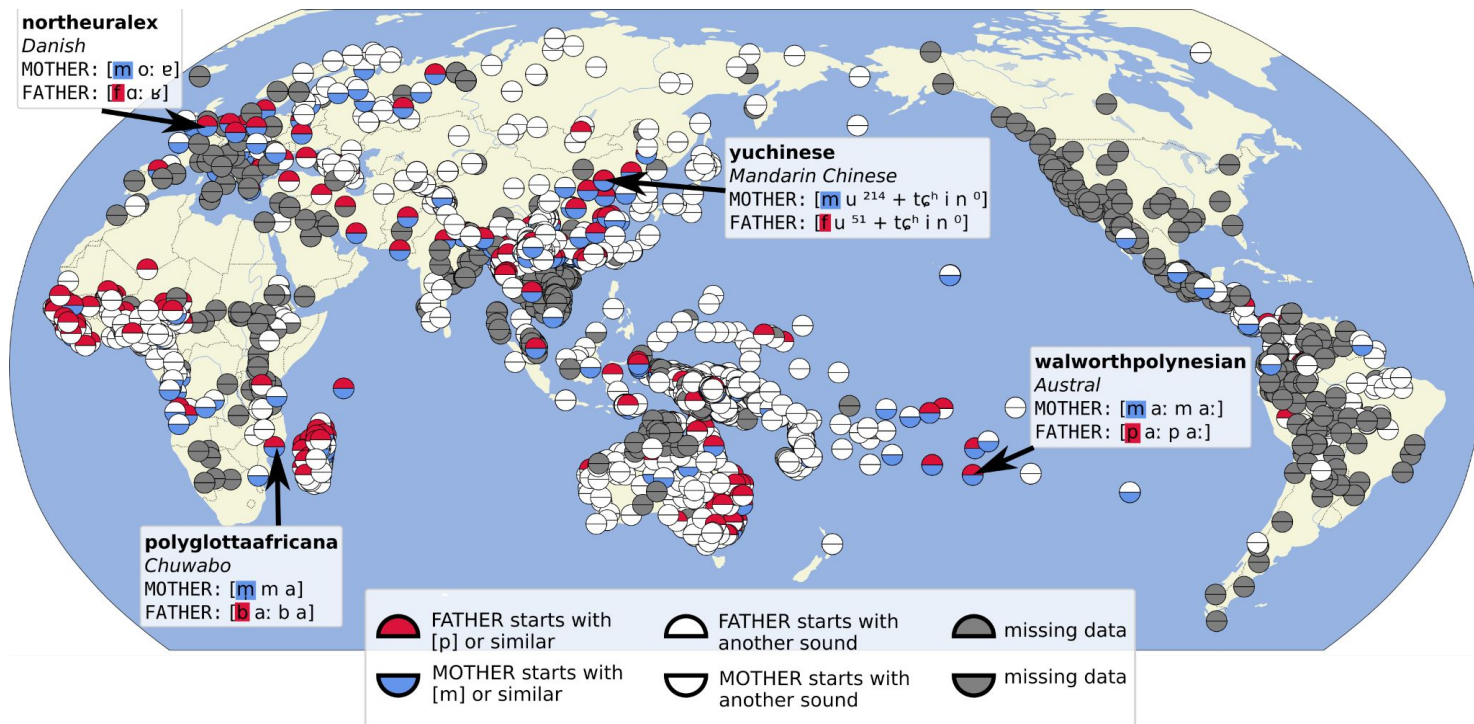 northeuralex
Danish
MOTHER: [m oː ɐ]
FATHER: [f ɑː ʁ]
yuchinese
Mandarin Chinese
MOTHER: [m u ²¹⁴ + tɕʰ i n ⁰]
FATHER: [f u ⁵¹ + tɕʰ i n ⁰]
walworthpolynesian
Austral
MOTHER: [m aː m aː]
FATHER: [p aː p aː]
polyglottaafricana
Chuwabo
MOTHER: [m̩ m a]
FATHER: [b aː b a]
FATHER starts with
[p] or similar
FATHER starts with
another sound
missing data
MOTHER starts with
[m] or similar
MOTHER starts with
another sound
missing data